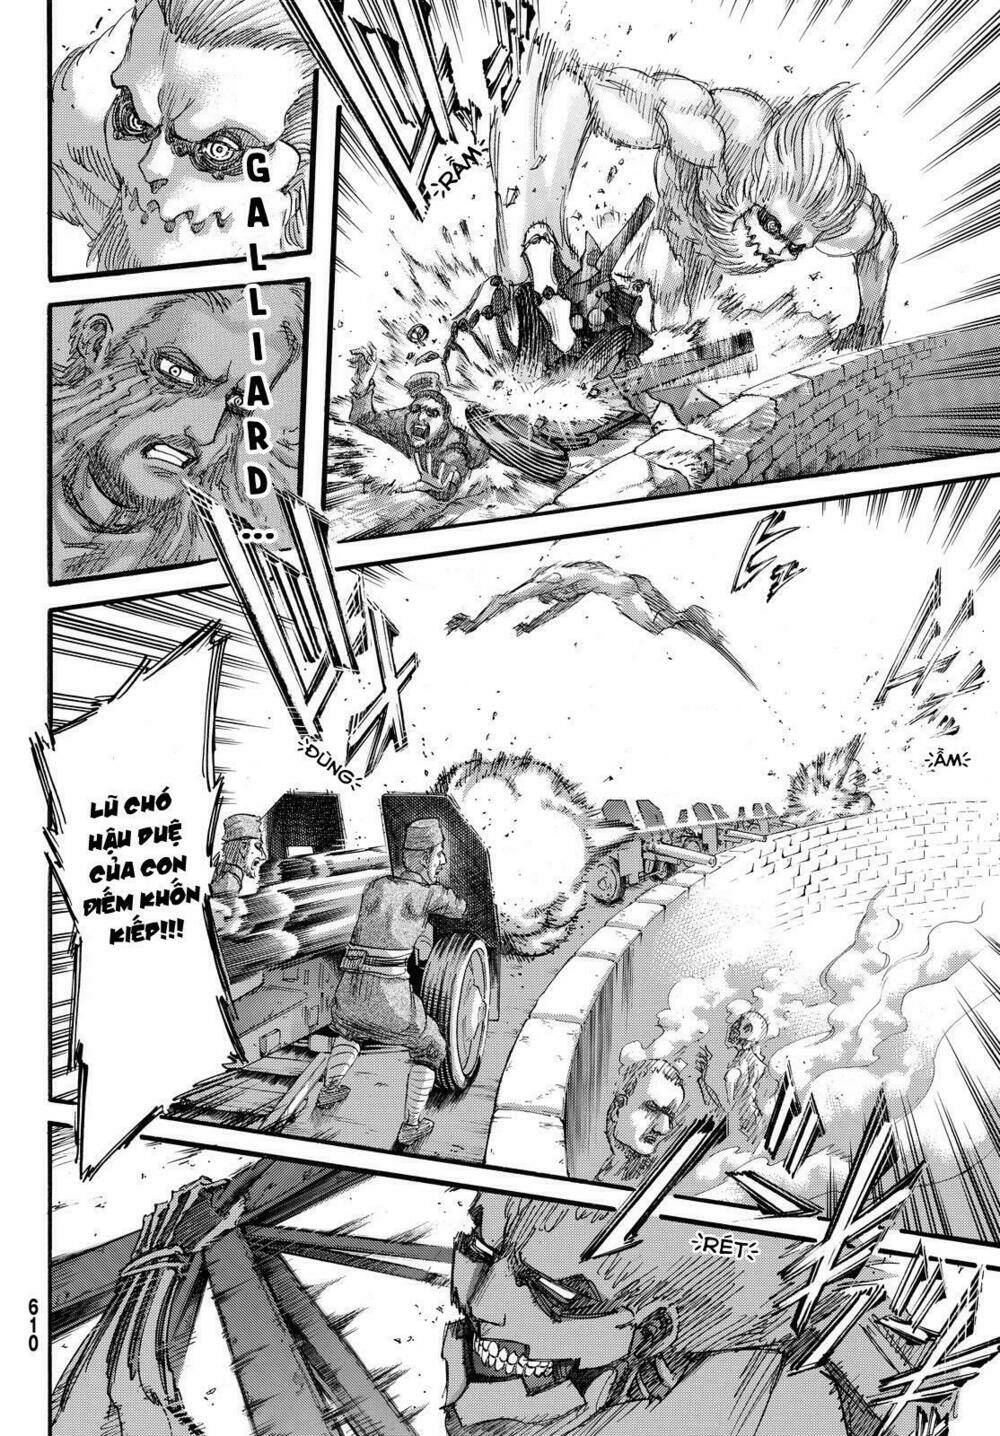 RẦM
GALLIARD
...
ẦM
ĐÙNG
LŨ CHÓ
HẬU DUỆ
CỦA CON
ĐIẾM KHỐN
KIẾP!!!
RÉT
610